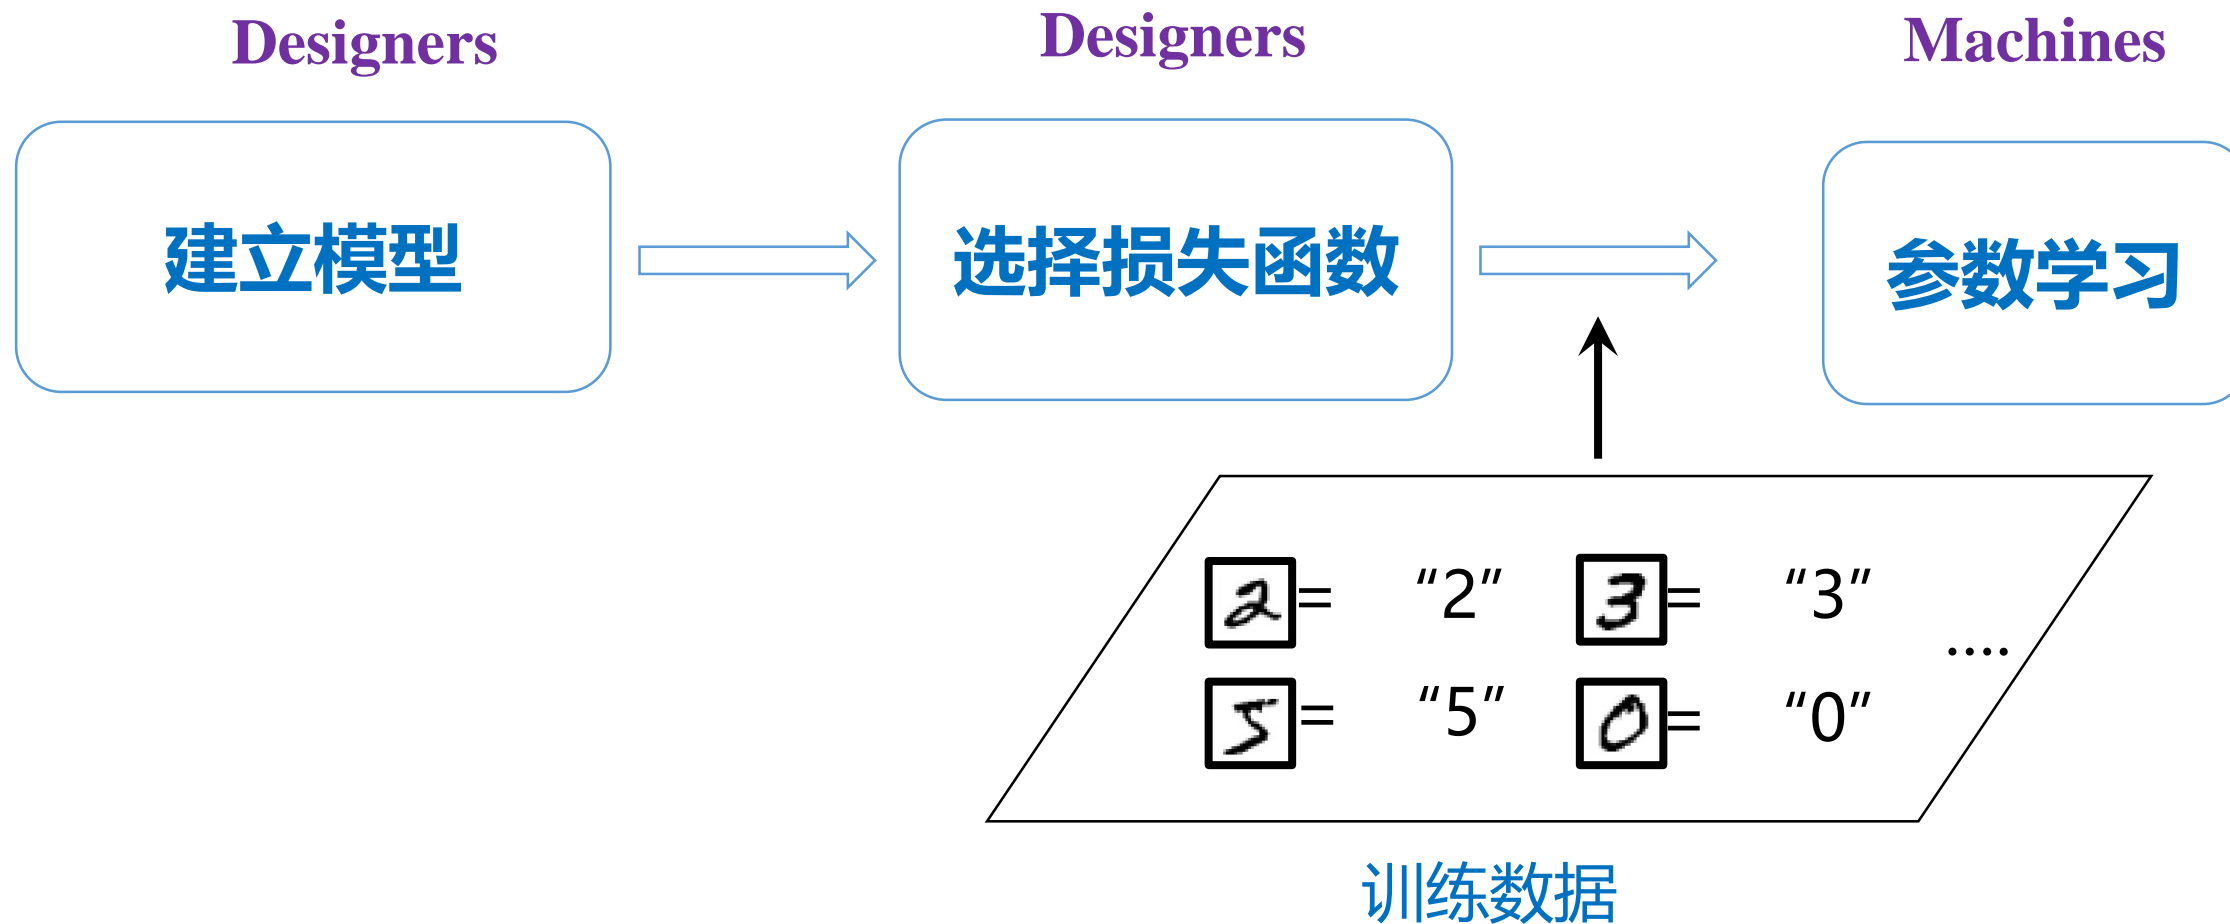 Designers
Designers
Machines
建立模型
选择损失函数
参数学习
2= “2” 3= “3”
....
5= “5” 0= “0”
训练数据